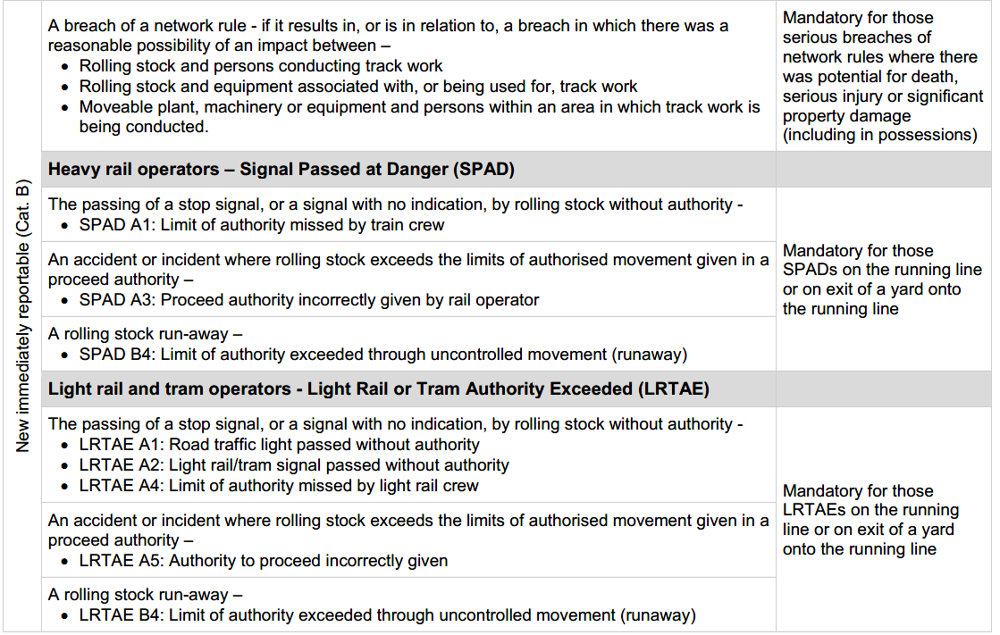 New immediately reportable (Cat. B)
A breach of a network rule - if it results in, or is in relation to, a breach in which there was a
reasonable possibility of an impact between –
• Rolling stock and persons conducting track work
• Rolling stock and equipment associated with, or being used for, track work
• Moveable plant, machinery or equipment and persons within an area in which track work is
being conducted.
Mandatory for those
serious breaches of
network rules where there
was potential for death,
serious injury or significant
property damage
(including in possessions)
Heavy rail operators – Signal Passed at Danger (SPAD)
The passing of a stop signal, or a signal with no indication, by rolling stock without authority -
• SPAD A1: Limit of authority missed by train crew
An accident or incident where rolling stock exceeds the limits of authorised movement given in a
proceed authority –
• SPAD A3: Proceed authority incorrectly given by rail operator
A rolling stock run-away –
• SPAD B4: Limit of authority exceeded through uncontrolled movement (runaway)
Mandatory for those
SPADs on the running line
or on exit of a yard onto
the running line
Light rail and tram operators - Light Rail or Tram Authority Exceeded (LRTAE)
The passing of a stop signal, or a signal with no indication, by rolling stock without authority -
• LRTAE A1: Road traffic light passed without authority
• LRTAE A2: Light rail/tram signal passed without authority
• LRTAE A4: Limit of authority missed by light rail crew
An accident or incident where rolling stock exceeds the limits of authorised movement given in a
proceed authority –
• LRTAE A5: Authority to proceed incorrectly given
A rolling stock run-away –
• LRTAE B4: Limit of authority exceeded through uncontrolled movement (runaway)
Mandatory for those
LRTAEs on the running
line or on exit of a yard
onto the running line